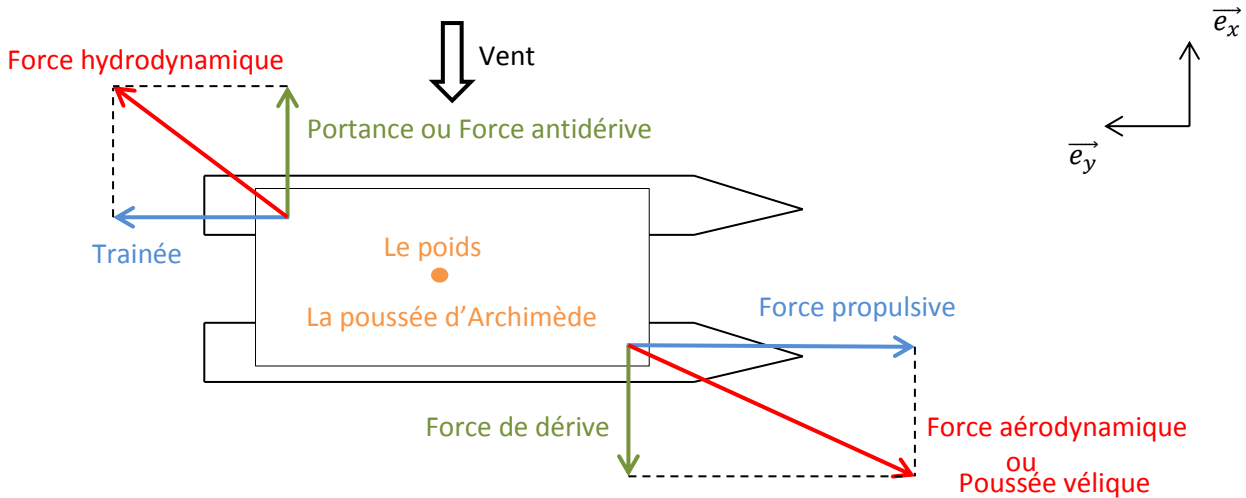 Force hydrodynamique
Vent
Portance ou Force antidérive
Trainée
Le poids
La poussée d'Archimède
Force propulsive
Force de dérive
Force aérodynamique
ou
Poussée vélique
e_x
e_y